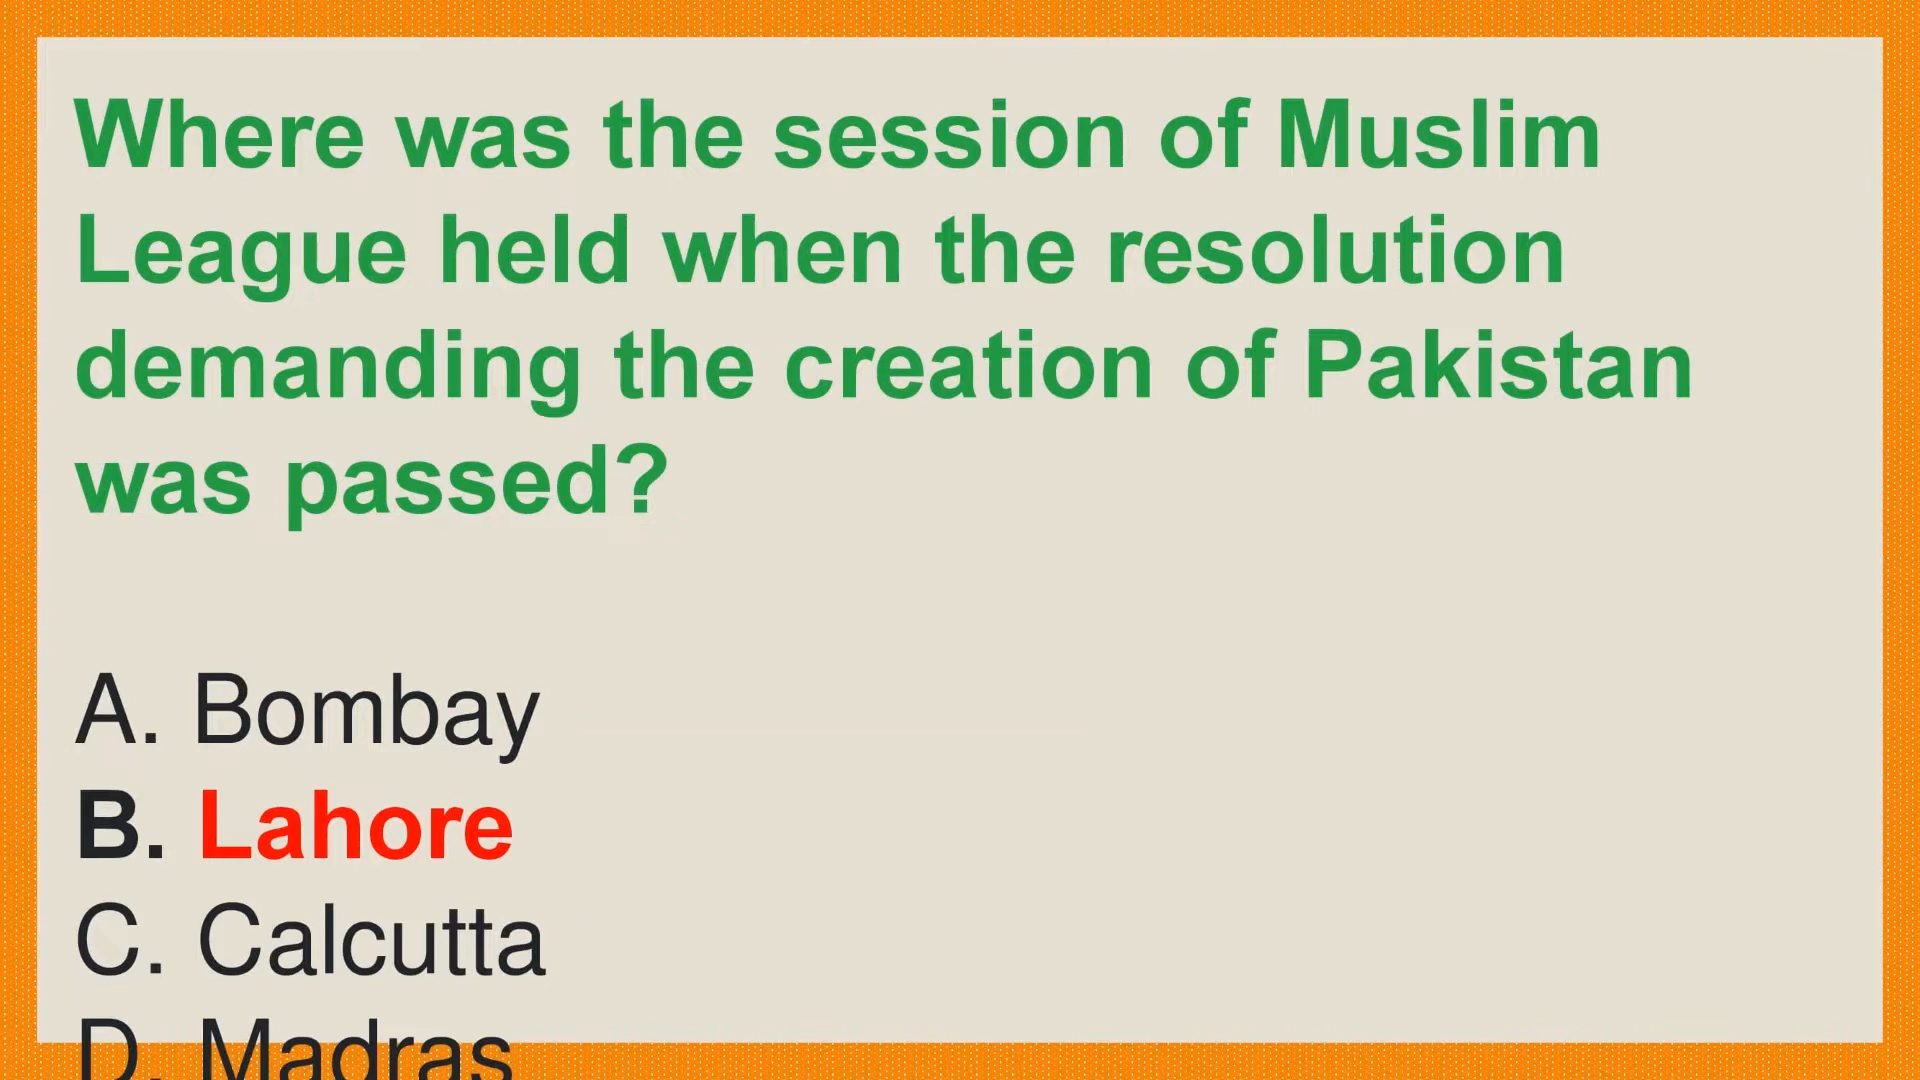 Where was the session of Muslim
League held when the resolution
demanding the creation of Pakistan
was passed?
A. Bombay
B. Lahore
C. Calcutta
D. Madras